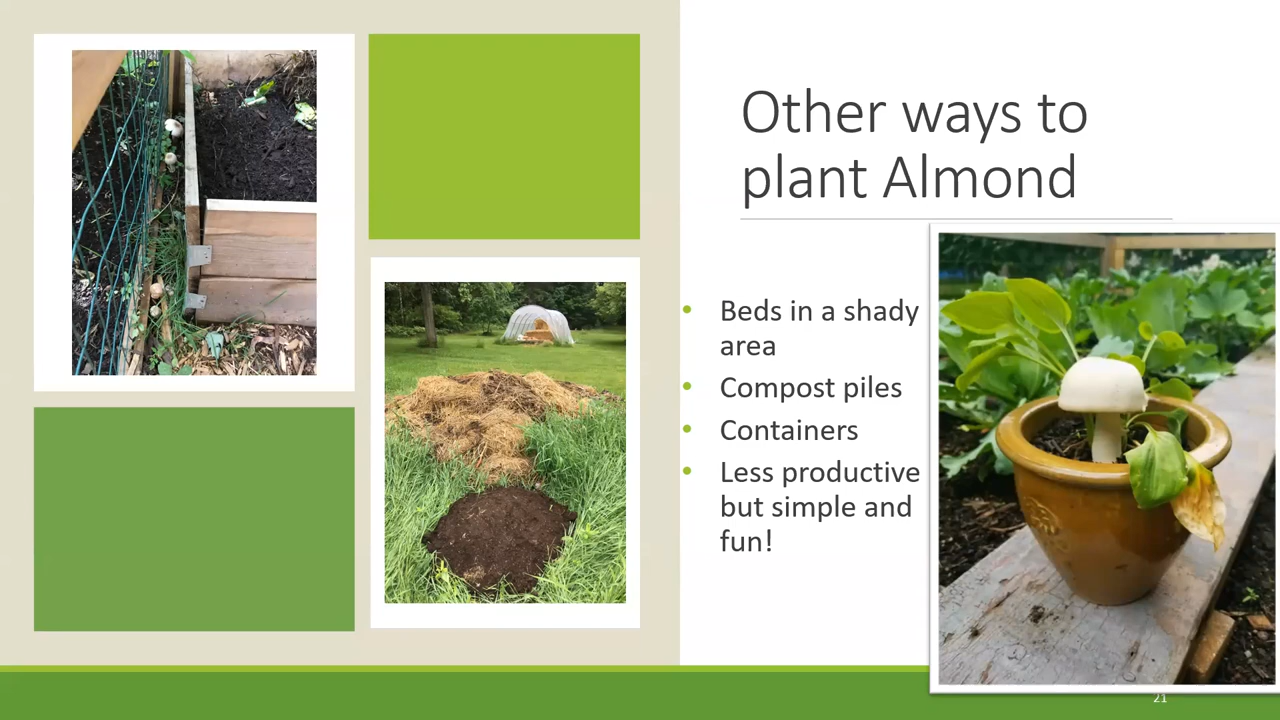 Other ways to
plant Almond
Beds in a shady
area
Compost piles
Containers
Less productive
but simple and
fun!
21